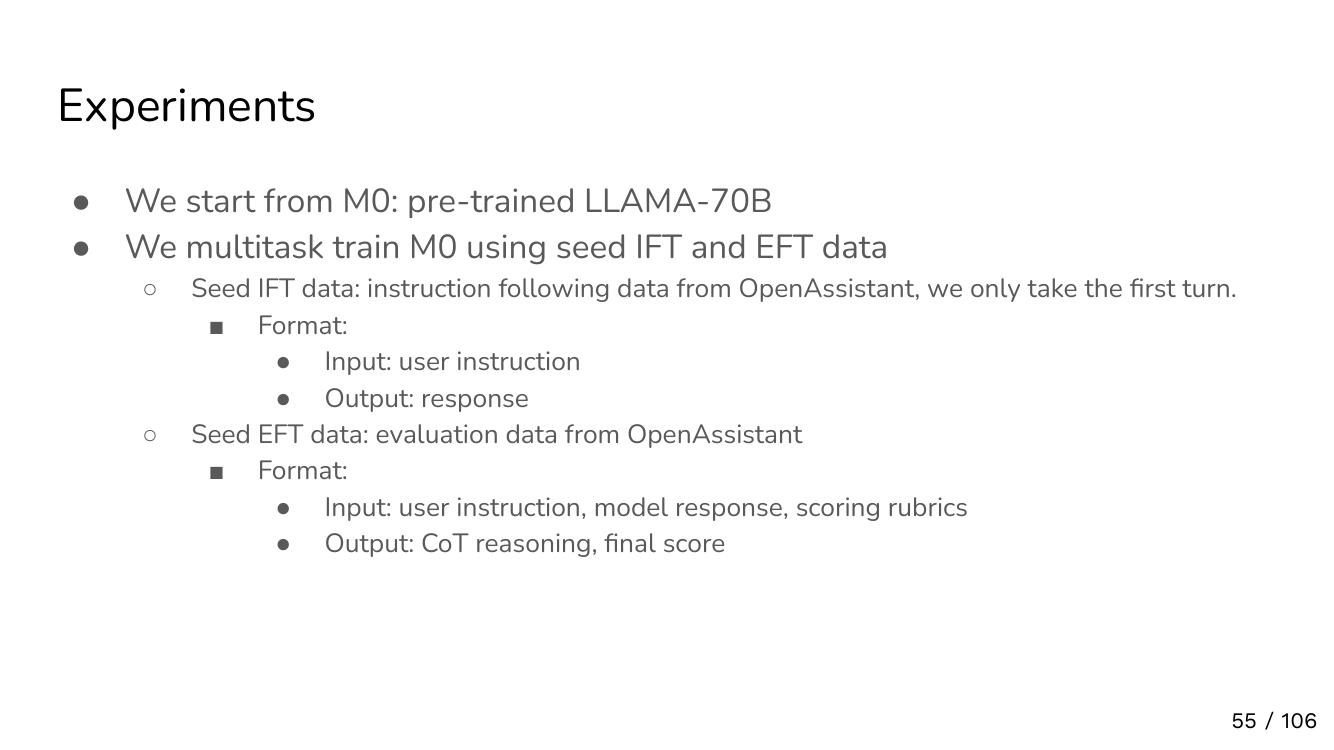 Experiments
● We start from M0: pre-trained LLAMA-70B
● We multitask train M0 using seed IFT and EFT data
○ Seed IFT data: instruction following data from OpenAssistant, we only take the first turn.
■ Format:
● Input: user instruction
● Output: response
○ Seed EFT data: evaluation data from OpenAssistant
■ Format:
● Input: user instruction, model response, scoring rubrics
● Output: CoT reasoning, final score
55 / 106